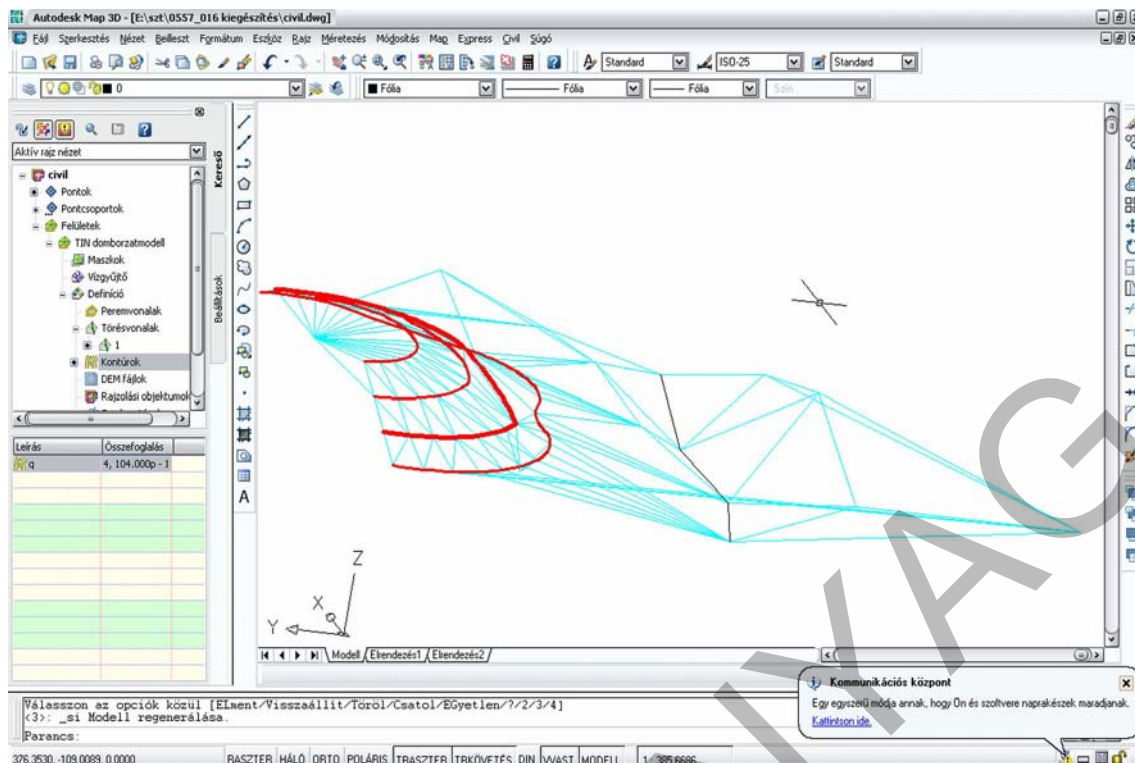 Autodesk Map 3D - [E:\szt\0557_016 kiegészítés\civil.dwg]
Fájl Szerkesztés Nézet Beilleszt Formátum Eszköz Rajz Méretezés Módosítás Map Express Civil Súgó
Standard ISO-25 Standard
0 Fólia Fólia Fólia Szín
Aktív rajz nézet
Kereső
Beállítások
civil
Pontok
Pontcsoportok
Felületek
TIN domborzatmodell
Maszkok
Vízgyűjtő
Definíció
Peremvonalak
Törésvonalak
1
Kontúrok
DEM fájlok
Rajzolási objektumok
Leírás Összefoglalás
q 4, 104.000p - 1
A
Z
X
Y
Modell Elrendezés1 Elrendezés2
Kommunikációs központ
Egy egyszerű módja annak, hogy Ön és szoftvere naprakészek maradjanak.
Kattintson ide.
Válasszon az opciók közül [ELment/Visszaállít/Töröl/Csatol/EGyetlen/?/2/3/4]
<3>: _si Modell regenerálása.
Parancs:
376.3530, -109.0089, 0.0000 RASZTER HÁLÓ ORTO POLÁRIS TRASZTER TRKÖVETÉS DIN VVAST MODELL
IYAG